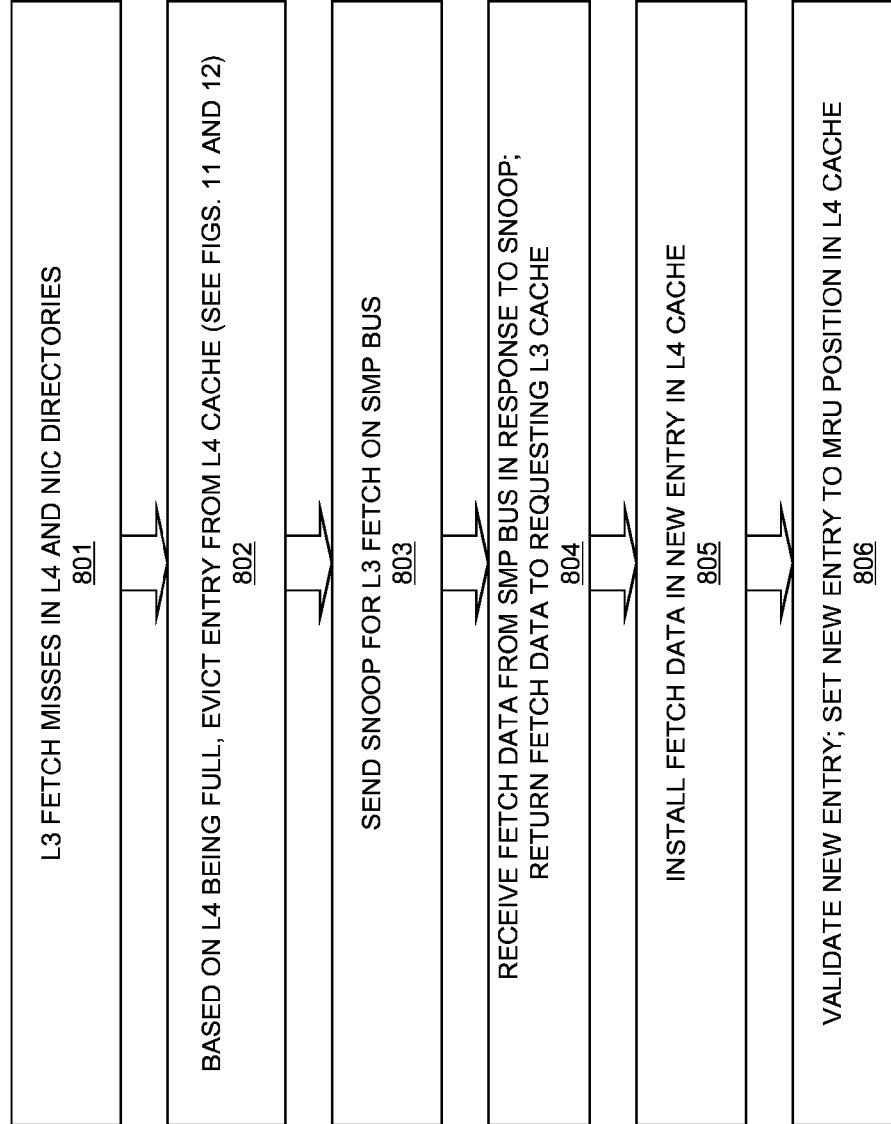 L3 FETCH MISSES IN L4 AND NIC DIRECTORIES
801
BASED ON L4 BEING FULL, EVICT ENTRY FROM L4 CACHE (SEE FIGS. 11 AND 12)
802
SEND SNOOP FOR L3 FETCH ON SMP BUS
803
RECEIVE FETCH DATA FROM SMP BUS IN RESPONSE TO SNOOP;
RETURN FETCH DATA TO REQUESTING L3 CACHE
804
INSTALL FETCH DATA IN NEW ENTRY IN L4 CACHE
805
VALIDATE NEW ENTRY; SET NEW ENTRY TO MRU POSITION IN L4 CACHE
806